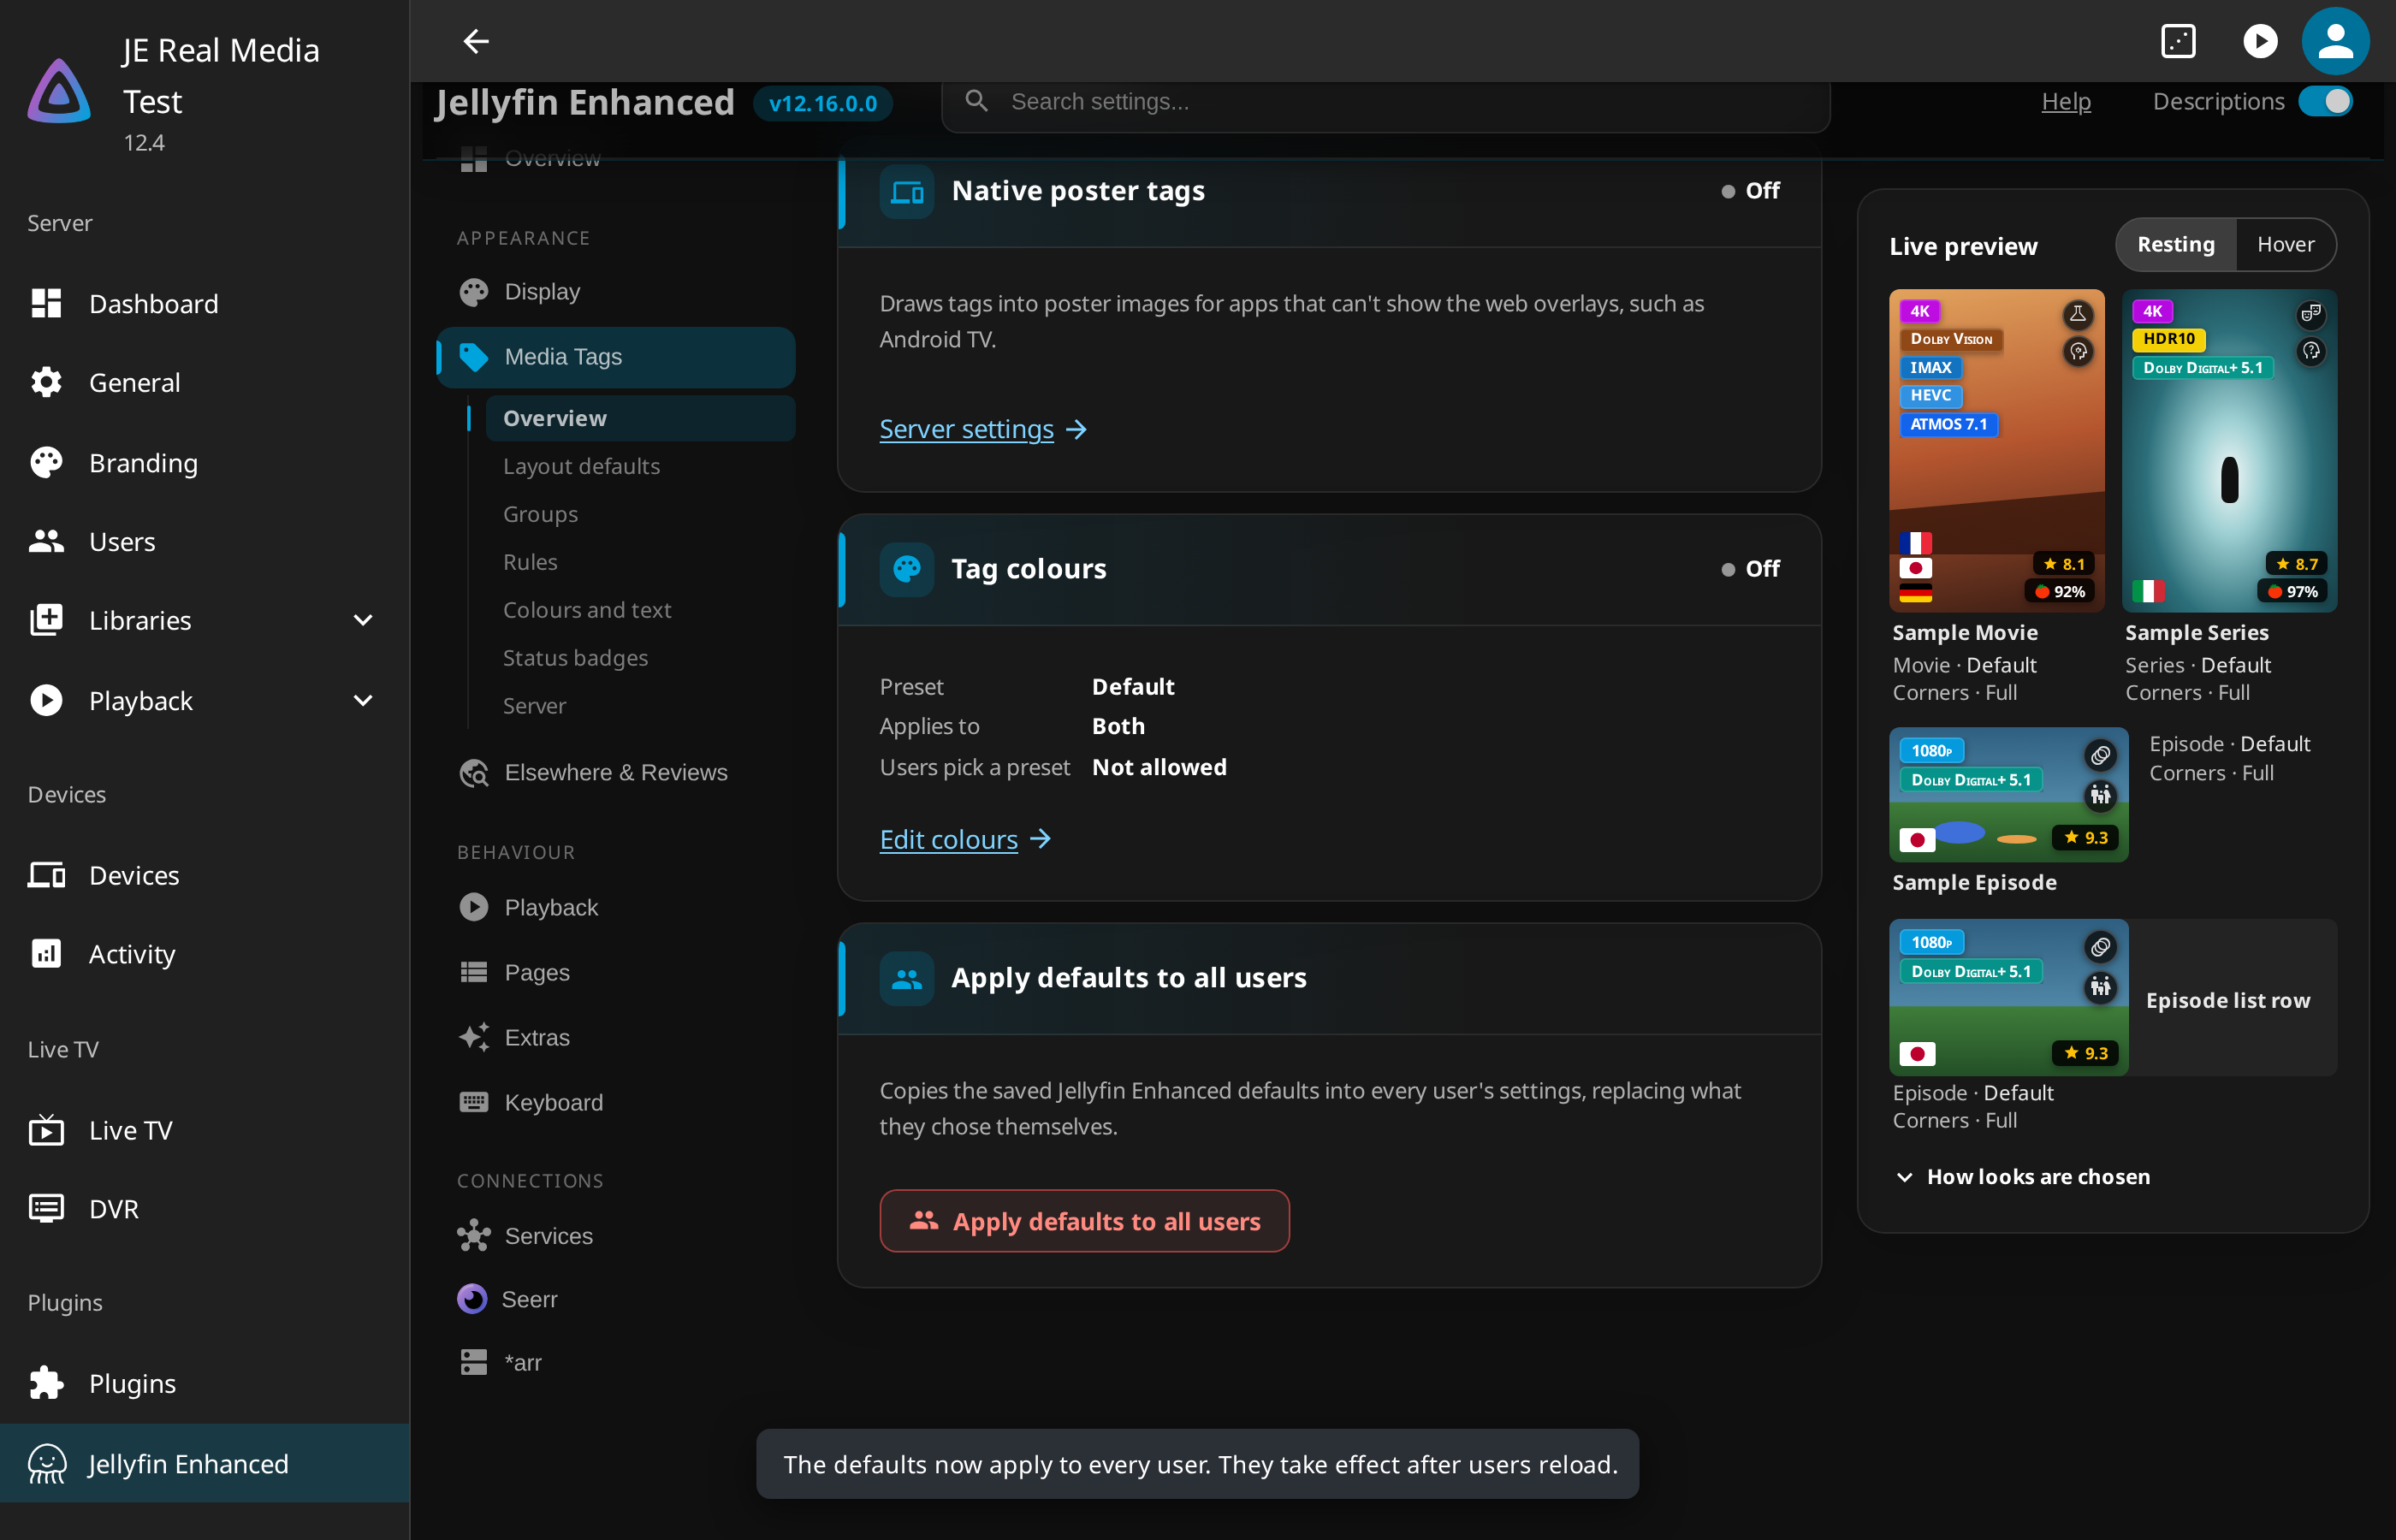 JE Real Media
Test
12.4
Server
Dashboard
General
Branding
Users
Libraries
Playback
Devices
Devices
Activity
Live TV
Live TV
DVR
Plugins
Plugins
Jellyfin Enhanced
Jellyfin Enhanced
v12.16.0.0
Search settings...
Help
Descriptions
Overview
APPEARANCE
Display
Media Tags
Overview
Layout defaults
Groups
Rules
Colours and text
Status badges
Server
Elsewhere & Reviews
BEHAVIOUR
Playback
Pages
Extras
Keyboard
CONNECTIONS
Services
Seerr
*arr
Native poster tags
Off
Draws tags into poster images for apps that can't show the web overlays, such as
Android TV.
Server settings
Tag colours
Off
Preset Default
Applies to Both
Users pick a preset Not allowed
Edit colours
Apply defaults to all users
Copies the saved Jellyfin Enhanced defaults into every user's settings, replacing what
they chose themselves.
Apply defaults to all users
Live preview
Resting
Hover
4K
Dolby Vision
IMAX
HEVC
ATMOS 7.1
8.1
92%
Sample Movie
Movie · Default
Corners · Full
4K
HDR10
Dolby Digital+ 5.1
8.7
97%
Sample Series
Series · Default
Corners · Full
1080p
Dolby Digital+ 5.1
9.3
Sample Episode
Episode · Default
Corners · Full
1080p
Dolby Digital+ 5.1
9.3
Episode list row
Episode · Default
Corners · Full
How looks are chosen
The defaults now apply to every user. They take effect after users reload.